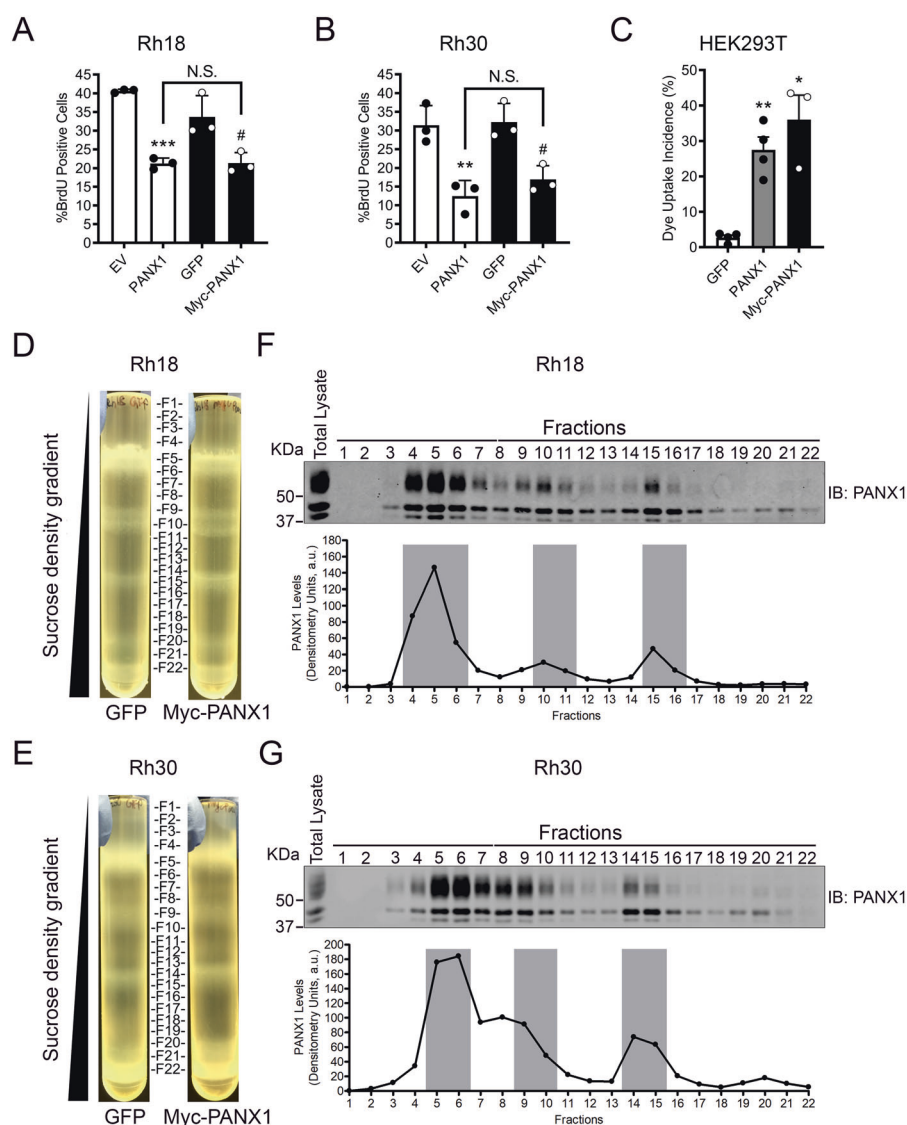 A
Rh18
N.S.
45
40
35
30
25
20
15
10
5
0
%BrdU Positive Cells
***
#
EV
PANX1
GFP
Myc-PANX1
B
Rh30
N.S.
45
40
35
30
25
20
15
10
5
0
%BrdU Positive Cells
**
#
EV
PANX1
GFP
Myc-PANX1
C
HEK293T
50
40
30
20
10
0
Dye Uptake Incidence (%)
**
*
GFP
PANX1
Myc-PANX1
D
Rh18
Sucrose density gradient
-F1-
-F2-
-F3-
-F4-
-F5-
-F6-
-F7-
-F8-
-F9-
-F10-
-F11-
-F12-
-F13-
-F14-
-F15-
-F16-
-F17-
-F18-
-F19-
-F20-
-F21-
-F22-
GFP Myc-PANX1
E
Rh30
Sucrose density gradient
-F1-
-F2-
-F3-
-F4-
-F5-
-F6-
-F7-
-F8-
-F9-
-F10-
-F11-
-F12-
-F13-
-F14-
-F15-
-F16-
-F17-
-F18-
-F19-
-F20-
-F21-
-F22-
GFP Myc-PANX1
F
Rh18
Total Lysate
Fractions
KDa 1 2 3 4 5 6 7 8 9 10 11 12 13 14 15 16 17 18 19 20 21 22
50
37
IB: PANX1
180
160
140
120
100
80
60
40
20
0
PANX1 Levels
(Densitometry Units, a.u.)
1 2 3 4 5 6 7 8 9 10 11 12 13 14 15 16 17 18 19 20 21 22
Fractions
G
Rh30
Total Lysate
Fractions
KDa 1 2 3 4 5 6 7 8 9 10 11 12 13 14 15 16 17 18 19 20 21 22
50
37
IB: PANX1
200
180
160
140
120
100
80
60
40
20
0
PANX1 Levels
(Densitometry Units, a.u.)
1 2 3 4 5 6 7 8 9 10 11 12 13 14 15 16 17 18 19 20 21 22
Fractions